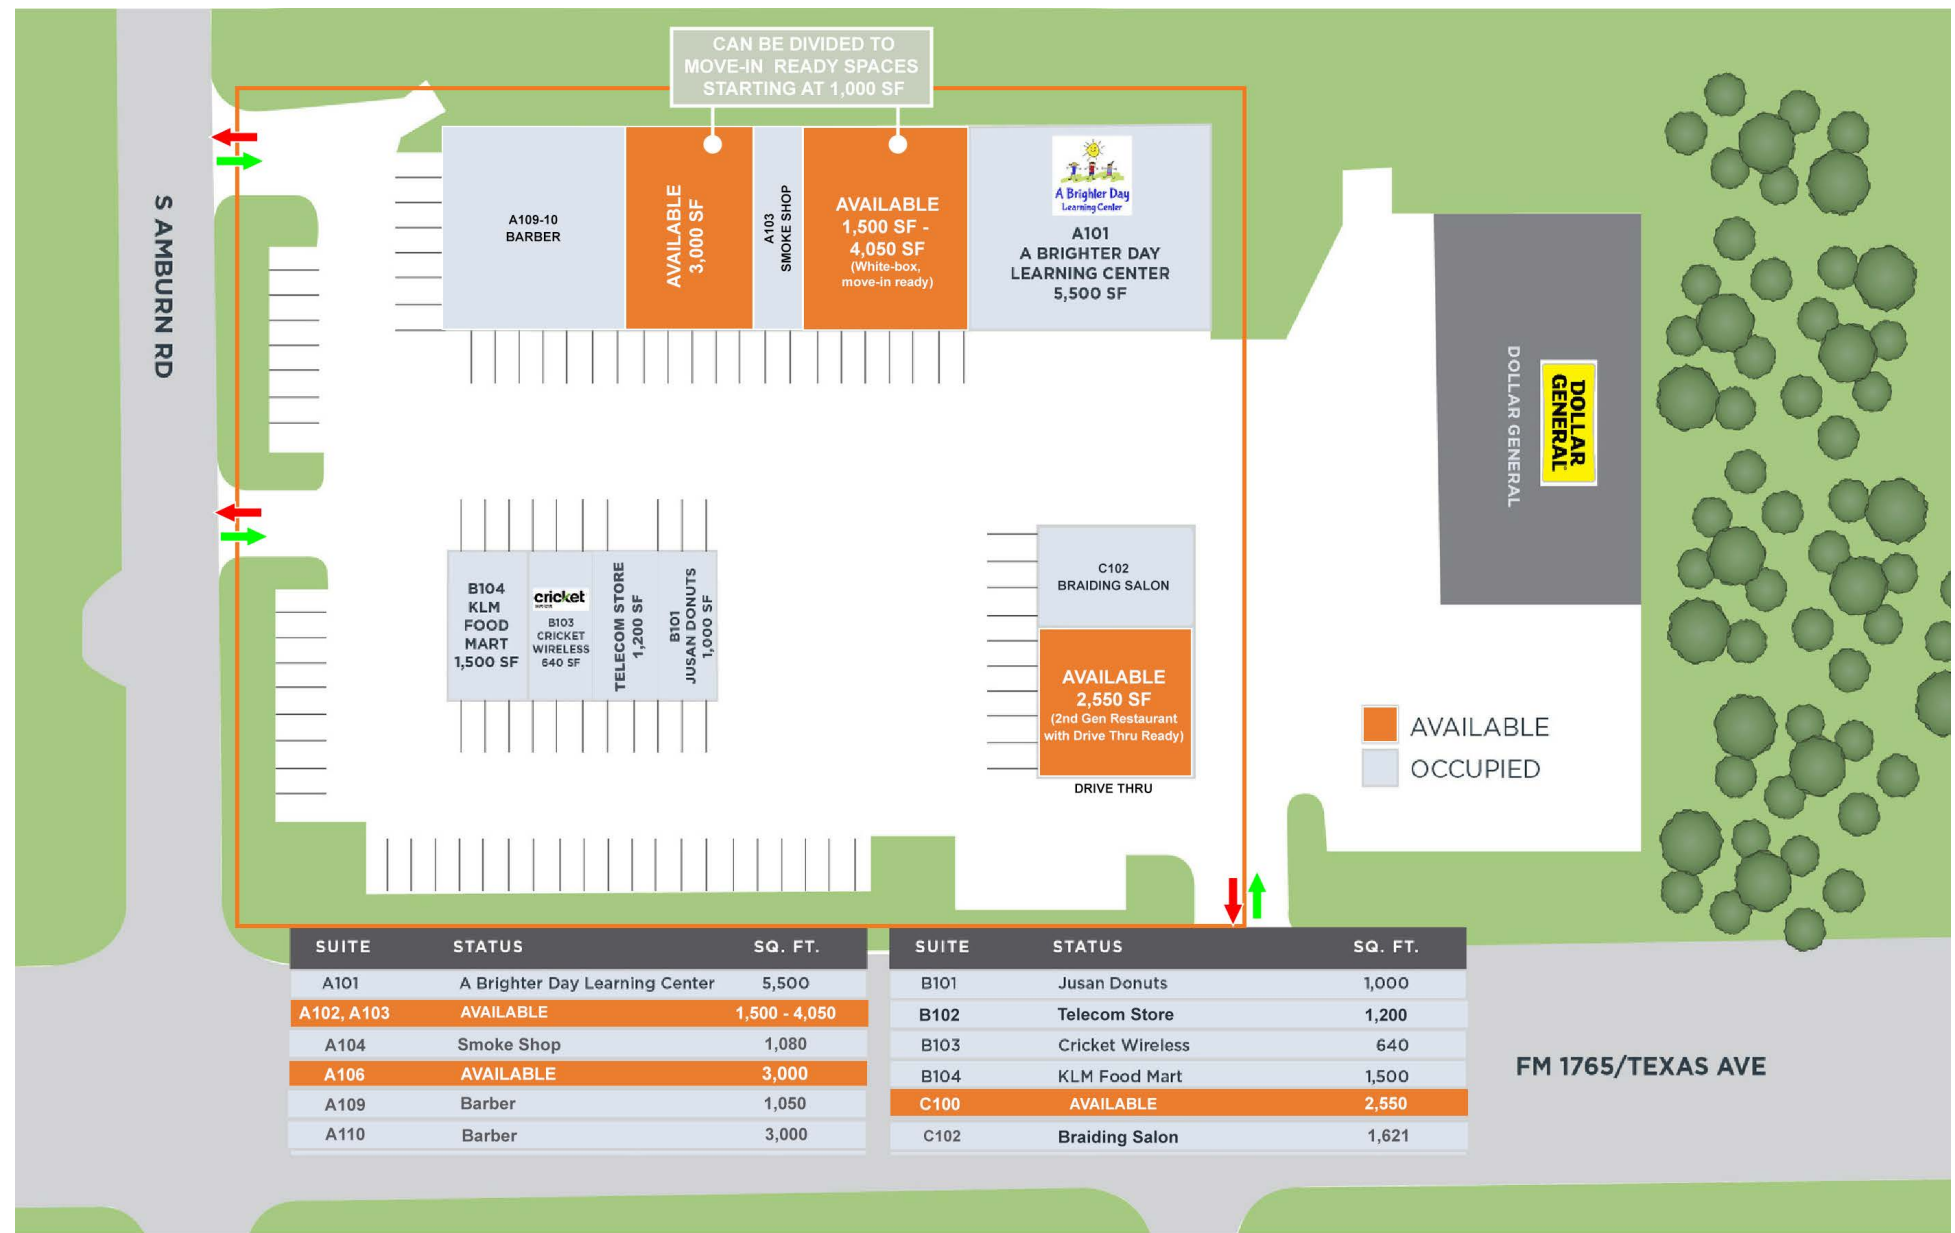 CAN BE DIVIDED TO
MOVE-IN READY SPACES
STARTING AT 1,000 SF
S AMBURN RD
A109-10
BARBER
AVAILABLE
3,000 SF
A103
SMOKE SHOP
AVAILABLE
1,500 SF -
4,050 SF
(White-box,
move-in ready)
A Brighter Day
Learning Center
A101
A BRIGHTER DAY
LEARNING CENTER
5,500 SF
DOLLAR GENERAL
DOLLAR
GENERAL
B104
KLM
FOOD
MART
1,500 SF
cricket
B103
CRICKET
WIRELESS
640 SF
TELECOM STORE
1,200 SF
B101
JUSAN DONUTS
1,000 SF
C102
BRAIDING SALON
AVAILABLE
2,550 SF
(2nd Gen Restaurant
with Drive Thru Ready)
DRIVE THRU
AVAILABLE
OCCUPIED
SUITE STATUS SQ. FT.
A101 A Brighter Day Learning Center 5,500
A102, A103 AVAILABLE 1,500 - 4,050
A104 Smoke Shop 1,080
A106 AVAILABLE 3,000
A109 Barber 1,050
A110 Barber 3,000
SUITE STATUS SQ. FT.
B101 Jusan Donuts 1,000
B102 Telecom Store 1,200
B103 Cricket Wireless 640
B104 KLM Food Mart 1,500
C100 AVAILABLE 2,550
C102 Braiding Salon 1,621
FM 1765/TEXAS AVE